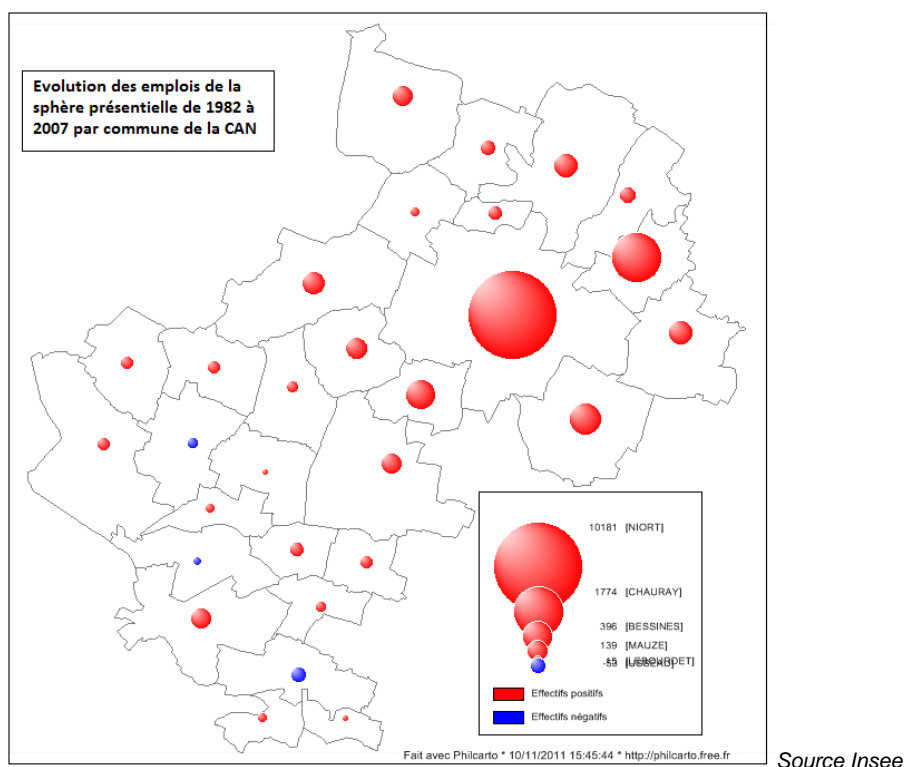 Evolution des emplois de la
sphère présentielle de 1982 à
2007 par commune de la CAN
10181 [NIORT]
1774 [CHAURAY]
396 [BESSINES]
139 [MAUZE]
Effectifs positifs
Effectifs négatifs
Fait avec Philcarto * 10/11/2011 15:45:44 * http://philcarto.free.fr
Source Insee